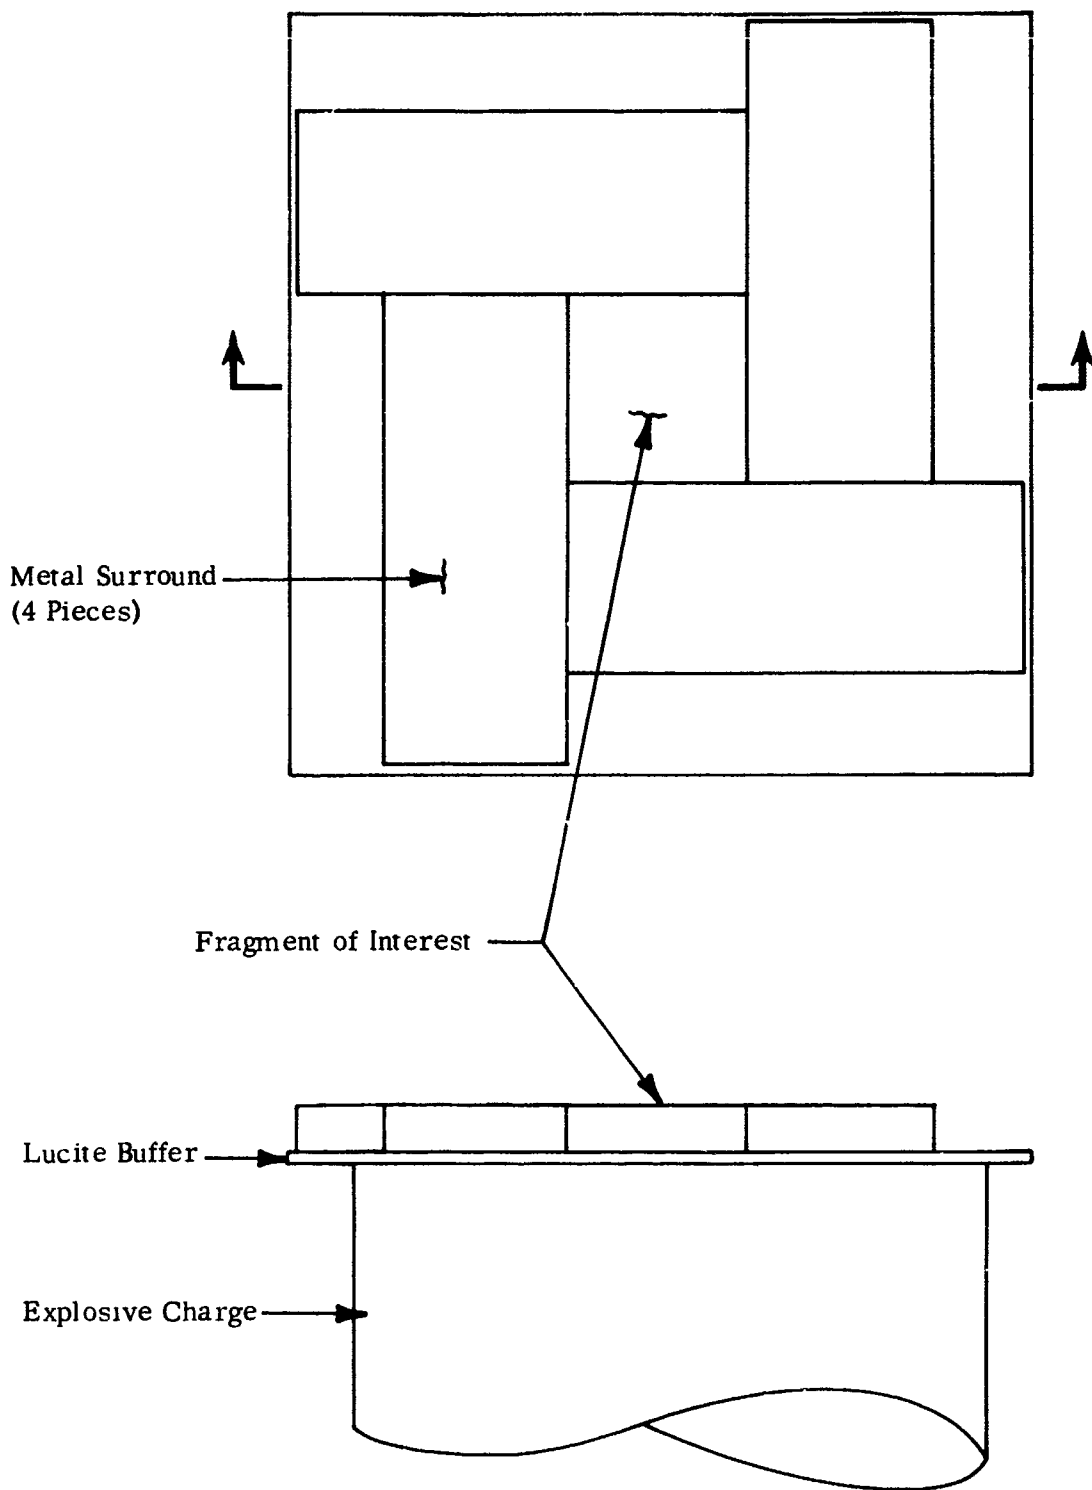 Metal Surround
(4 Pieces)
Fragment of Interest
Lucite Buffer
Explosive Charge